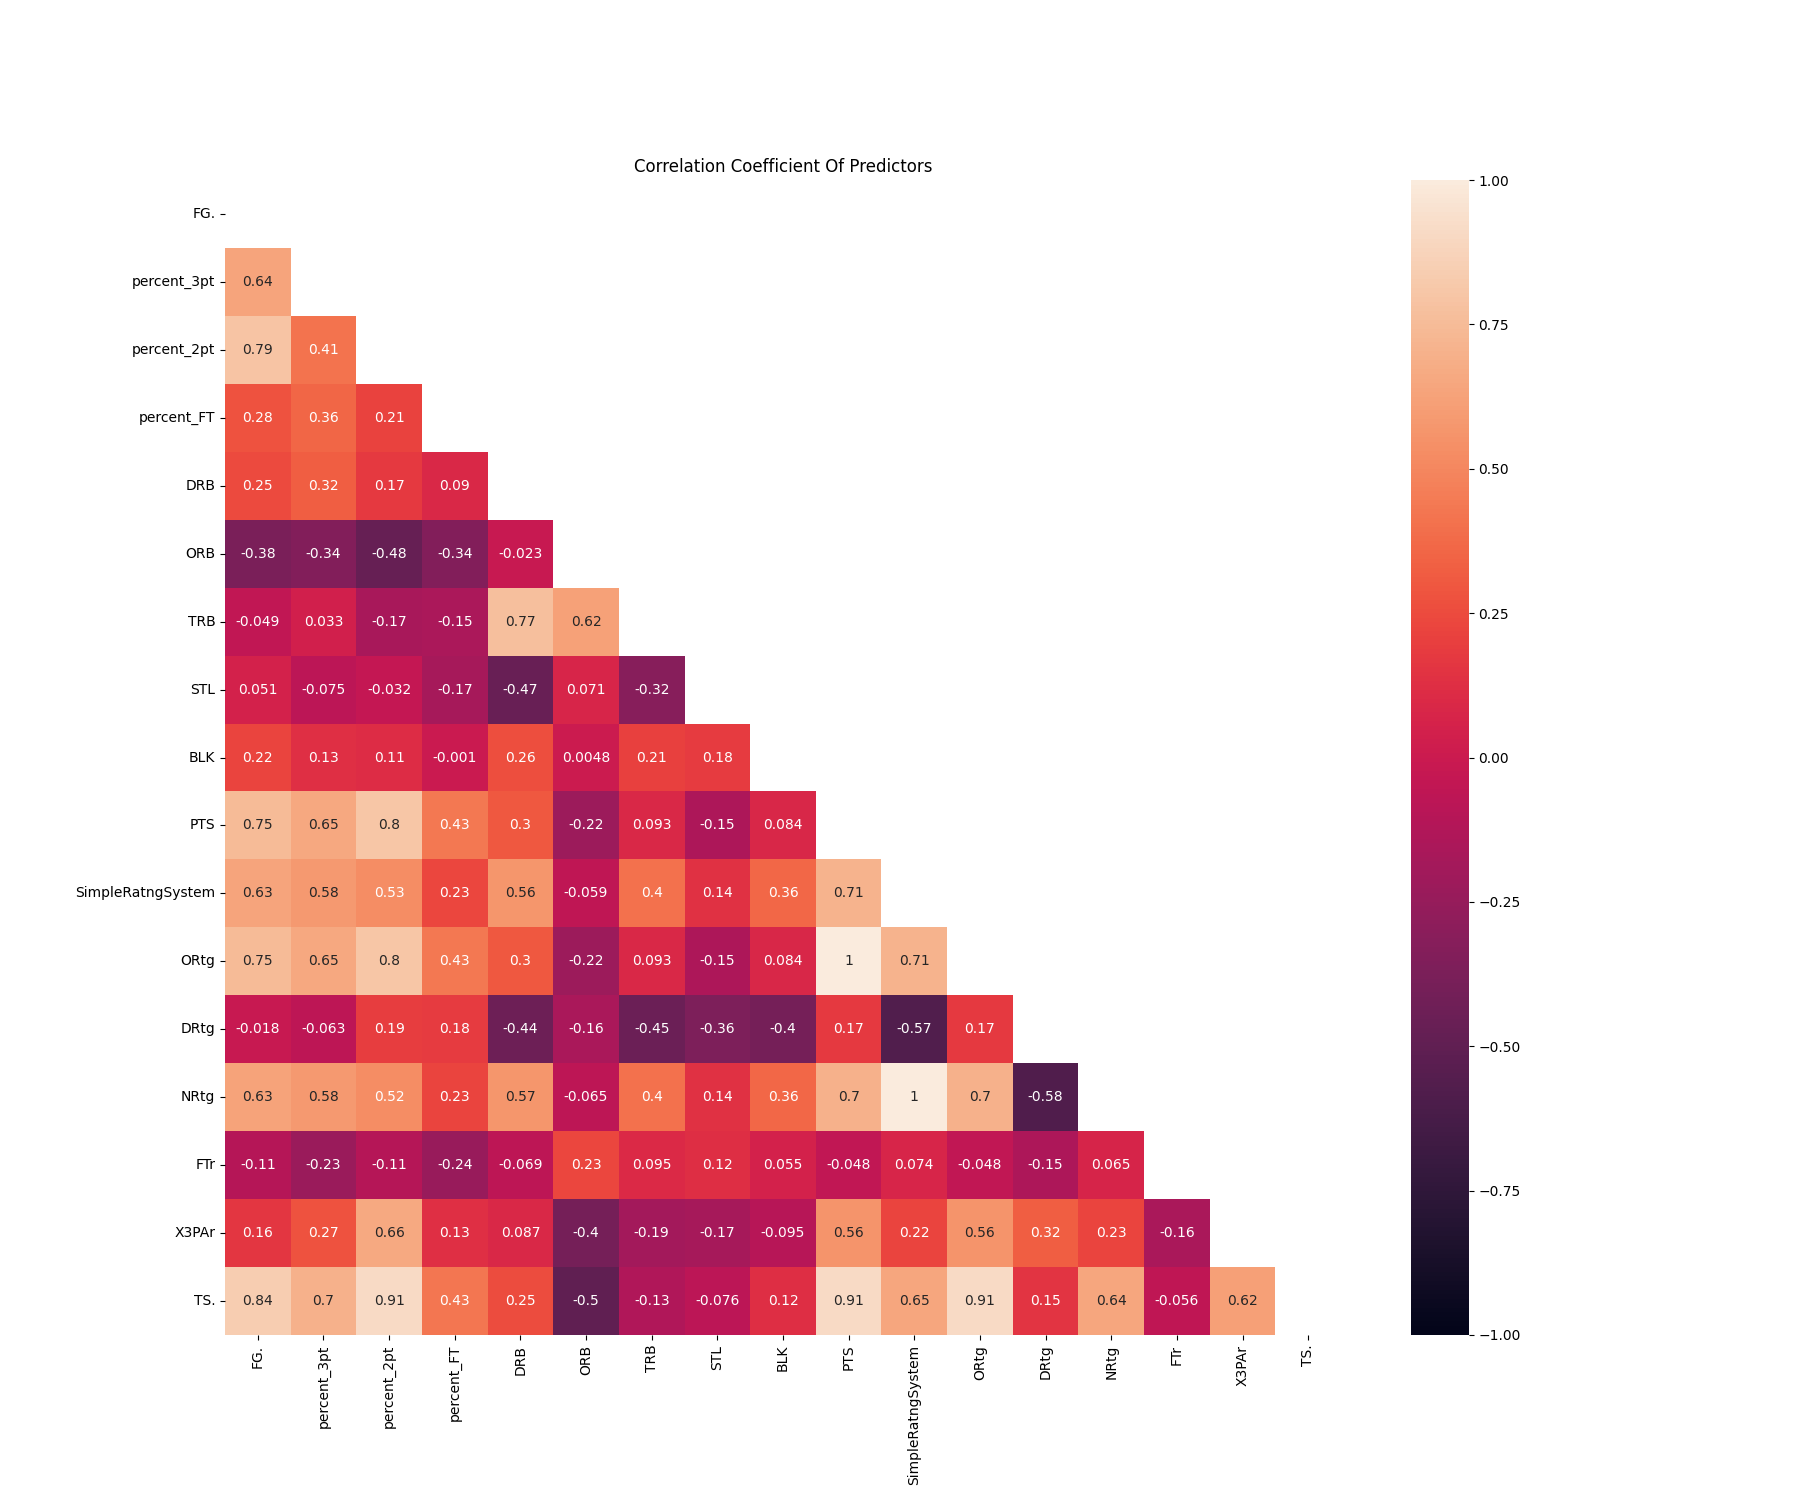 Correlation Coefficient Of Predictors
FG.
percent_3pt 0.64
percent_2pt 0.79 0.41
percent_FT 0.28 0.36 0.21
DRB 0.25 0.32 0.17 0.09
ORB -0.38 -0.34 -0.48 -0.34 -0.023
TRB -0.049 0.033 -0.17 -0.15 0.77 0.62
STL 0.051 -0.075 -0.032 -0.17 -0.47 0.071 -0.32
BLK 0.22 0.13 0.11 -0.001 0.26 0.0048 0.21 0.18
PTS 0.75 0.65 0.8 0.43 0.3 -0.22 0.093 -0.15 0.084
SimpleRatngSystem 0.63 0.58 0.53 0.23 0.56 -0.059 0.4 0.14 0.36 0.71
ORtg 0.75 0.65 0.8 0.43 0.3 -0.22 0.093 -0.15 0.084 1 0.71
DRtg -0.018 -0.063 0.19 0.18 -0.44 -0.16 -0.45 -0.36 -0.4 0.17 -0.57 0.17
NRtg 0.63 0.58 0.52 0.23 0.57 -0.065 0.4 0.14 0.36 0.7 1 0.7 -0.58
FTr -0.11 -0.23 -0.11 -0.24 -0.069 0.23 0.095 0.12 0.055 -0.048 0.074 -0.048 -0.15 0.065
X3PAr 0.16 0.27 0.66 0.13 0.087 -0.4 -0.19 -0.17 -0.095 0.56 0.22 0.56 0.32 0.23 -0.16
TS. 0.84 0.7 0.91 0.43 0.25 -0.5 -0.13 -0.076 0.12 0.91 0.65 0.91 0.15 0.64 -0.056 0.62
FG. percent_3pt percent_2pt percent_FT DRB ORB TRB STL BLK PTS SimpleRatngSystem ORtg DRtg NRtg FTr X3PAr TS.
1.00
0.75
0.50
0.25
0.00
−0.25
−0.50
−0.75
−1.00